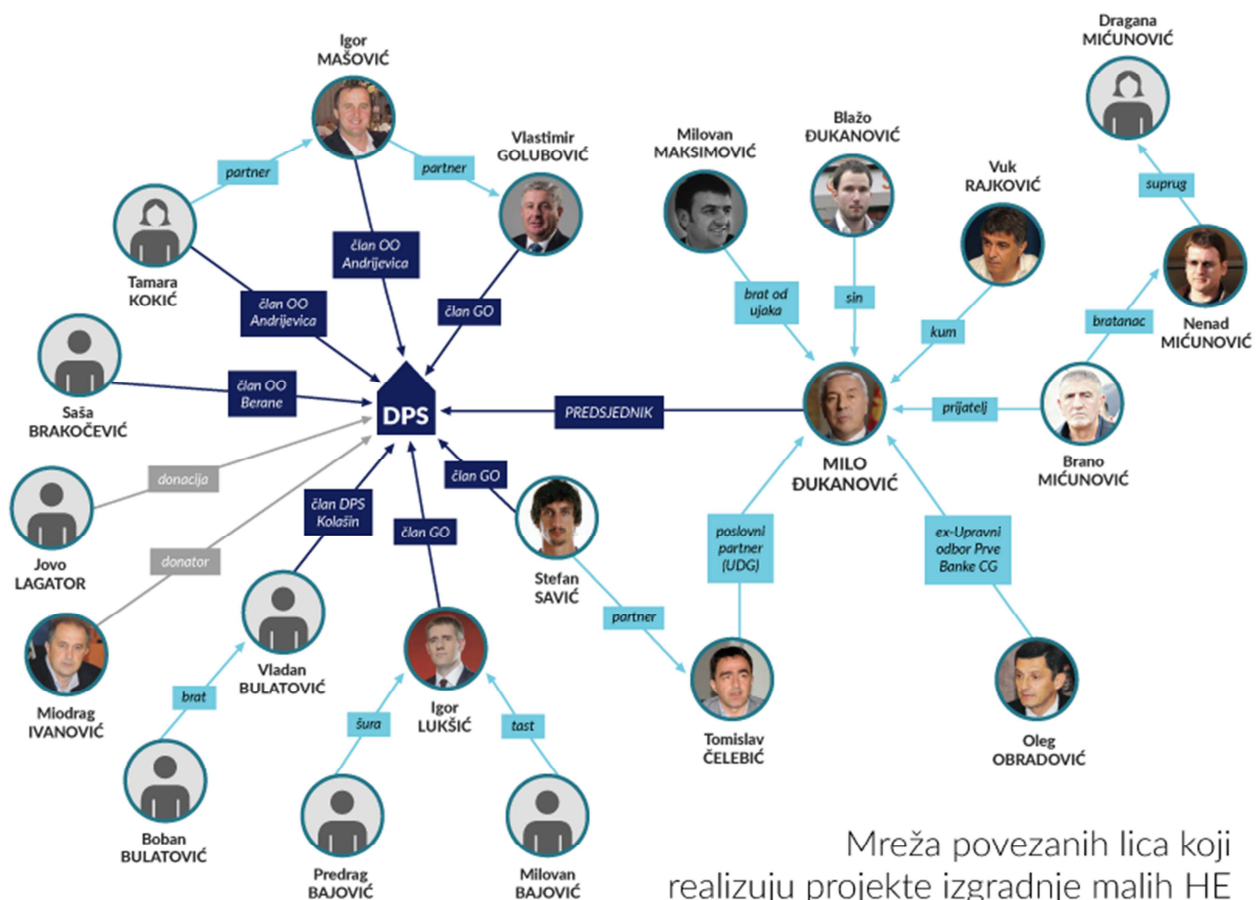 Dragana
MIĆUNOVIĆ
Igor
MAŠOVIĆ
Vlastimir
GOLUBOVIĆ
Milovan
MAKSIMOVIĆ
Blažo
ĐUKANOVIĆ
Vuk
RAJKOVIĆ
partner
partner
suprug
Tamara
KOKIĆ
član OO
Andrijevica
član OO
Andrijevica
član GO
brat od
ujaka
sin
kum
bratanac
Nenad
MIĆUNOVIĆ
Saša
BRAKOČEVIĆ
član OO
Berane
DPS
PREDSJEDNIK
prijatelj
MILO
ĐUKANOVIĆ
Brano
MIĆUNOVIĆ
donacija
Jovo
LAGATOR
donator
član DPS
Kolašin
član GO
član GO
Stefan
SAVIĆ
poslovni
partner
(UDG)
ex-Upravni
odbor Prve
Banke CG
partner
Miodrag
IVANOVIĆ
brat
Vladan
BULATOVIĆ
Igor
LUKŠIĆ
šura
tast
Tomislav
ČELEBIĆ
Oleg
OBRADOVIĆ
Boban
BULATOVIĆ
Predrag
BAJOVIĆ
Milovan
BAJOVIĆ
Mreža povezanih lica koji
realizuju projekte izgradnje malih HE